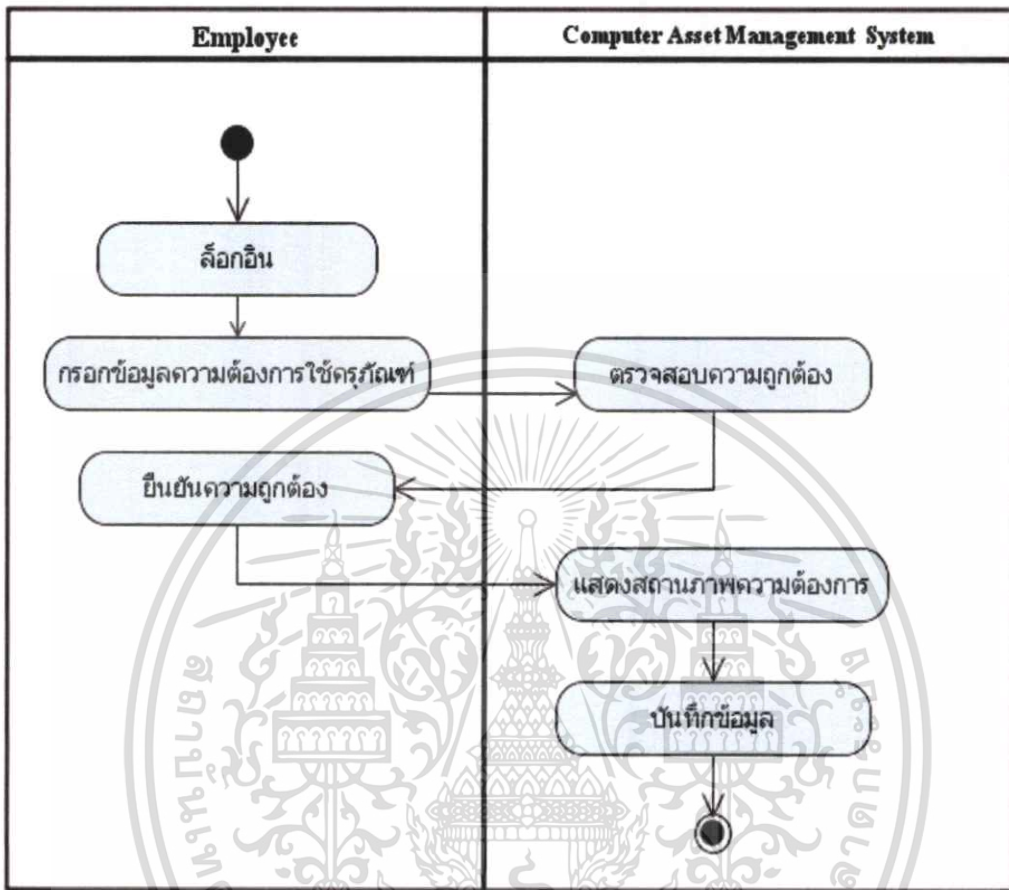 Employee
Computer Asset Management System
ล็อกอิน
กรอกข้อมูลความต้องการใช้ครุภัณฑ์
ตรวจสอบความถูกต้อง
ยืนยันความถูกต้อง
แสดงสถานภาพความต้องการ
บันทึกข้อมูล